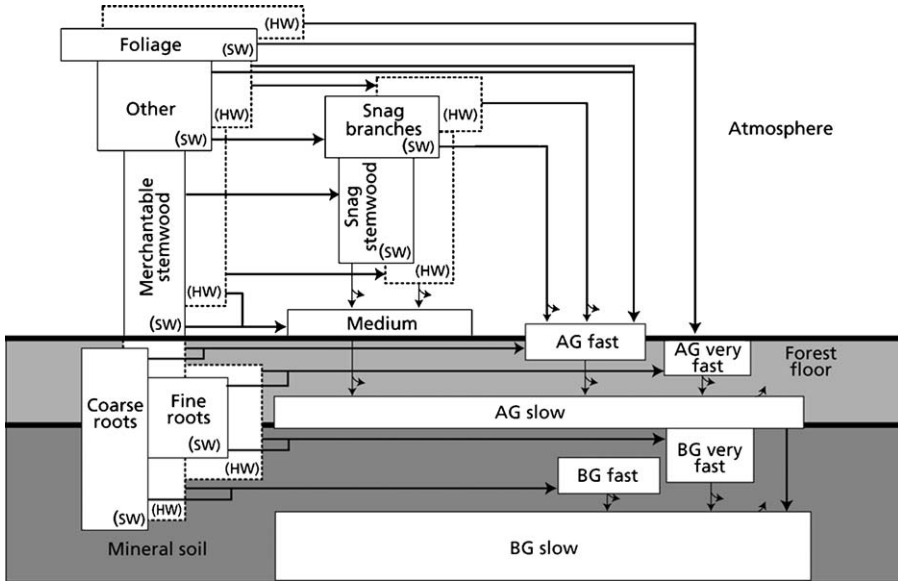 (HW)
Foliage
(SW)
Other
(HW)
(SW)
Snag
branches
(HW)
(SW)
Atmosphere
Merchantable
stemwood
Snag
stemwood
(SW)
(HW)
(HW)
(SW)
Medium
AG fast
AG very
fast
Forest
floor
Coarse
roots
Fine
roots
(SW)
AG slow
(HW)
BG very
fast
BG fast
(SW)
(HW)
Mineral soil
BG slow